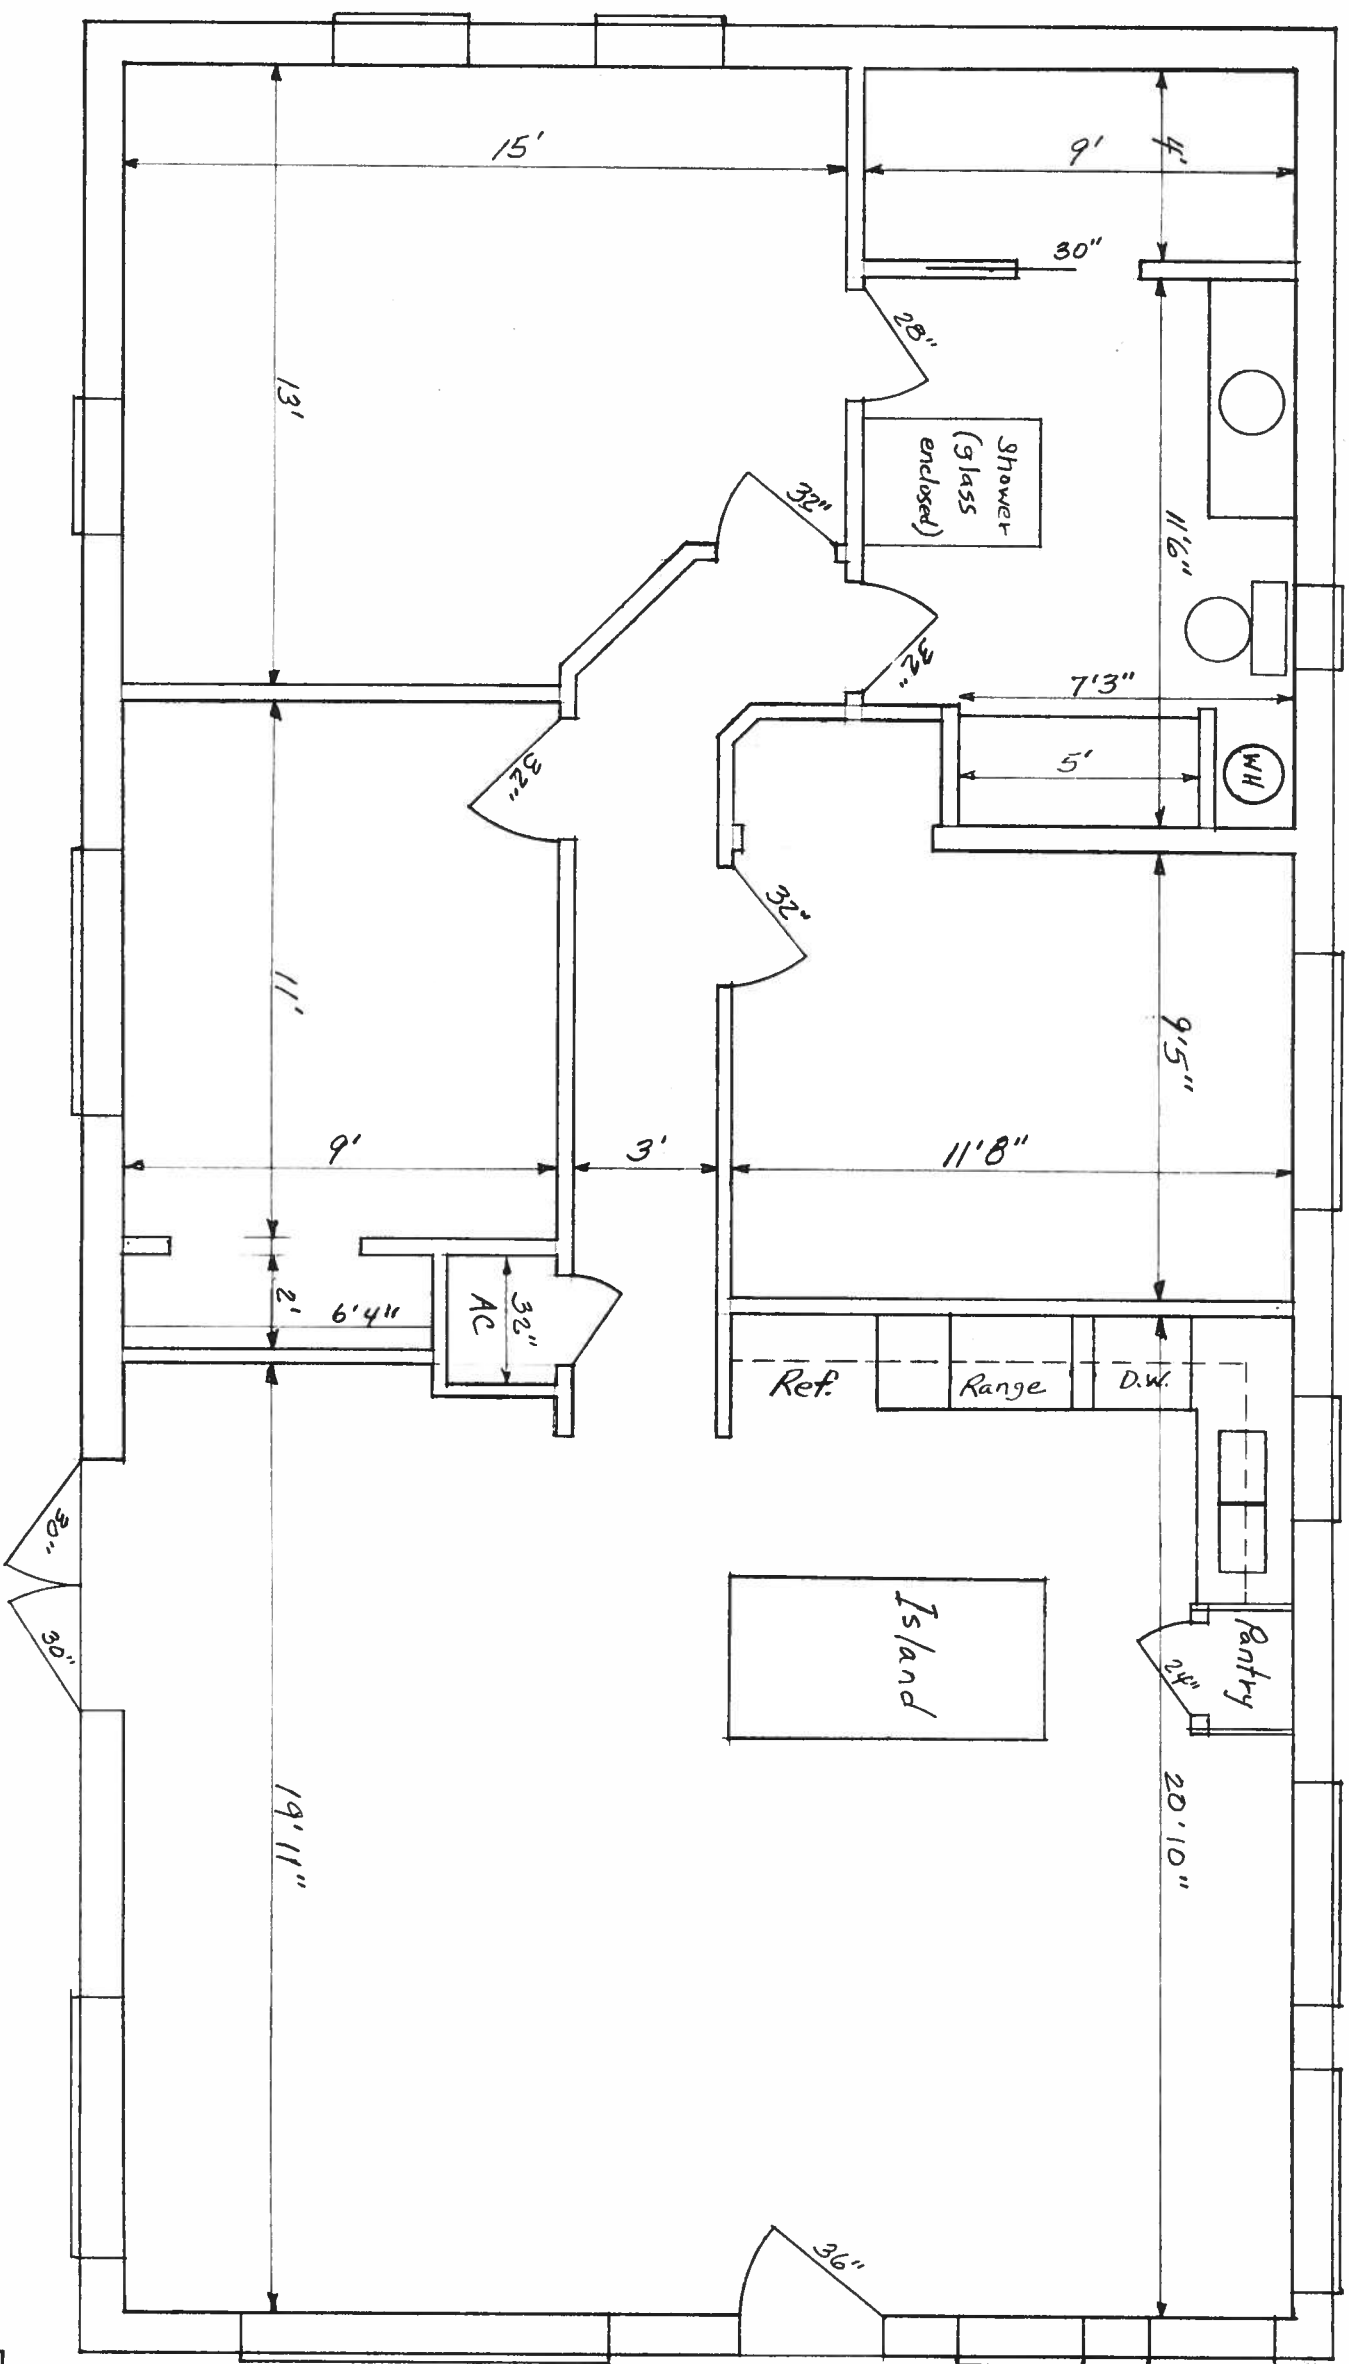 15'
9'
4'
30"
28"
13'
Shower
(glass
enclosed)
32"
11'6"
32"
7'3"
5'
WH
32"
32"
11'
9'5"
9'
3'
11'8"
2'
6'4"
32"
AC
Ref.
Range
D.W.
30"
30"
Island
Pantry
24"
19'11"
20'10"
36"